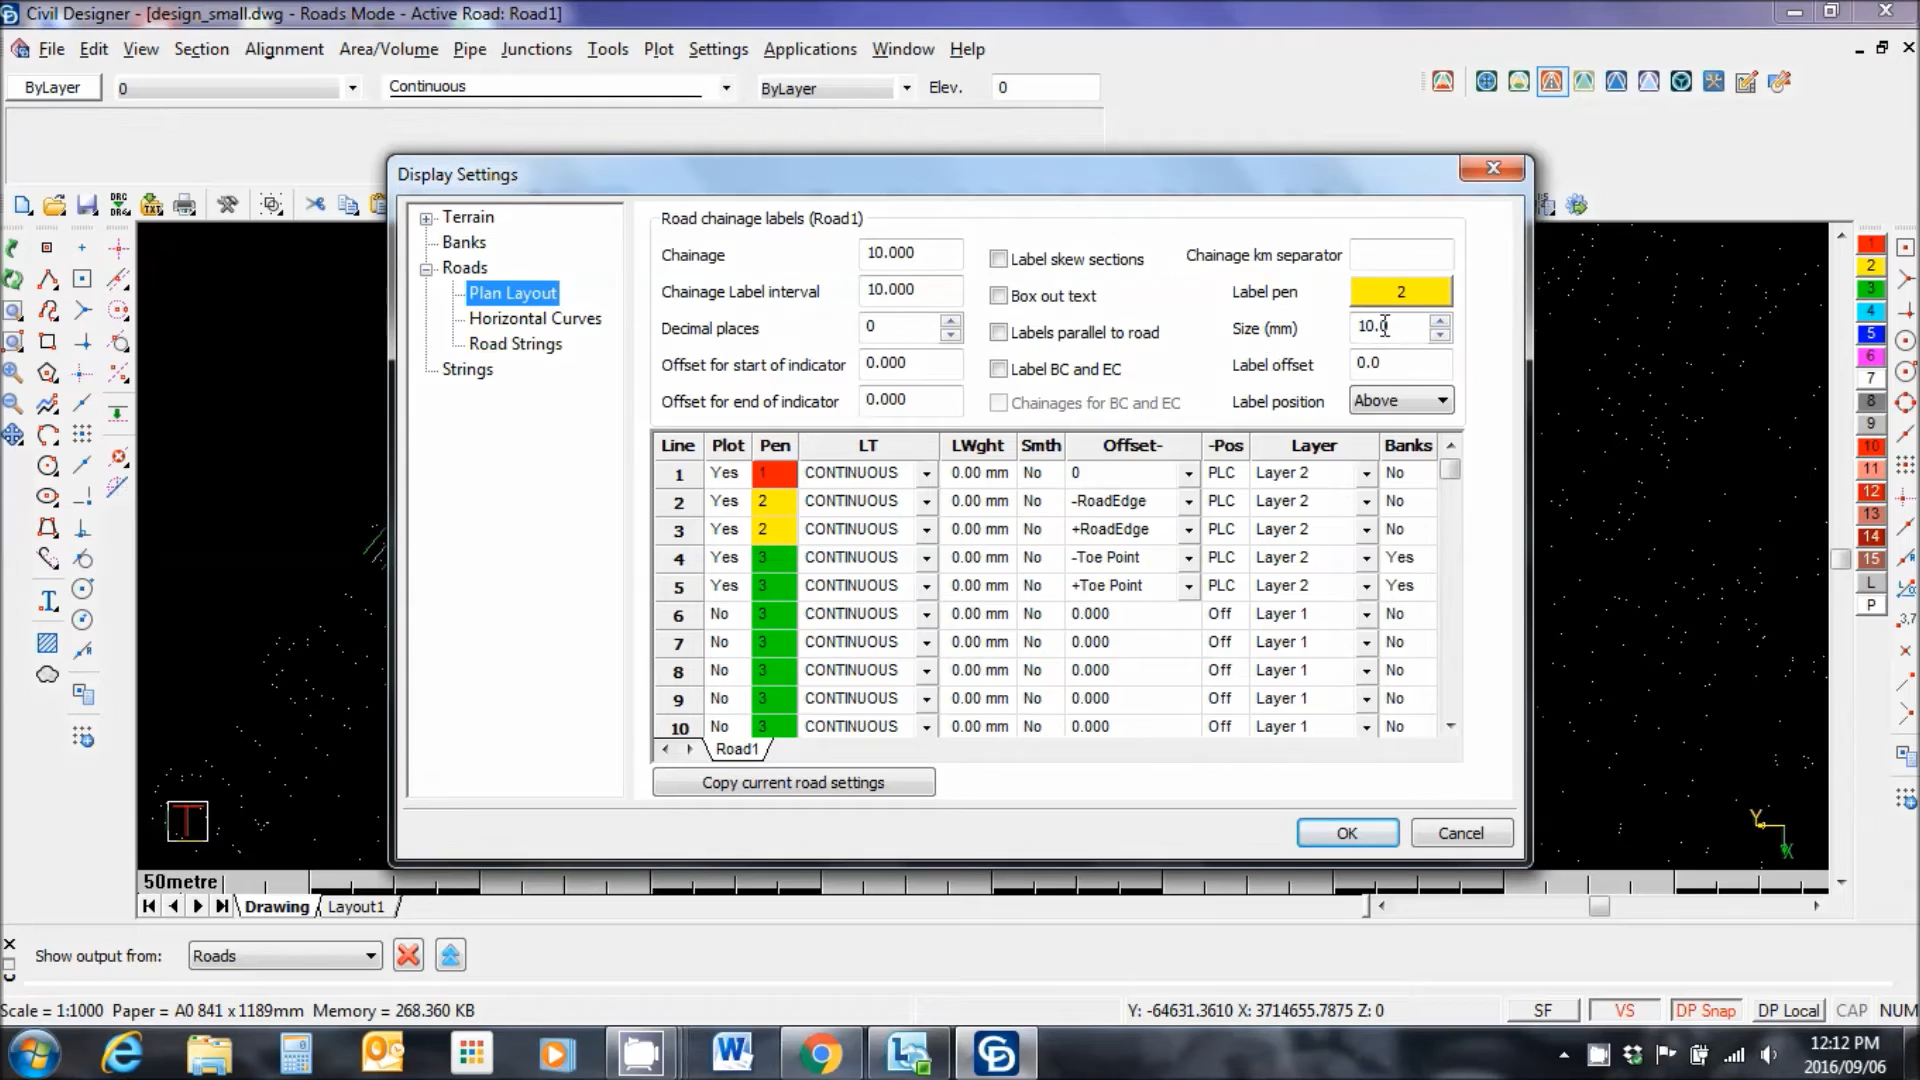 Civil Designer - [design_small.dwg - Roads Mode - Active Road: Road1]
File Edit View Section Alignment Area/Volume Pipe Junctions Tools Plot Settings Applications Window Help
ByLayer 0 Continuous ByLayer Elev. 0
Display Settings
Terrain
Banks
Roads
Plan Layout
Horizontal Curves
Road Strings
Strings
Road chainage labels (Road1)
Chainage 10.000 Label skew sections Chainage km separator
Chainage Label interval 10.000 Box out text Label pen 2
Decimal places 0 Labels parallel to road Size (mm) 10.0
Offset for start of indicator 0.000 Label BC and EC Label offset 0.0
Offset for end of indicator 0.000 Chainages for BC and EC Label position Above
Line Plot Pen LT LWght Smth Offset- -Pos Layer Banks
1 Yes 1 CONTINUOUS 0.00 mm No 0 PLC Layer 2 No
2 Yes 2 CONTINUOUS 0.00 mm No -RoadEdge PLC Layer 2 No
3 Yes 2 CONTINUOUS 0.00 mm No +RoadEdge PLC Layer 2 No
4 Yes 3 CONTINUOUS 0.00 mm No -Toe Point PLC Layer 2 Yes
5 Yes 3 CONTINUOUS 0.00 mm No +Toe Point PLC Layer 2 Yes
6 No 3 CONTINUOUS 0.00 mm No 0.000 Off Layer 1 No
7 No 3 CONTINUOUS 0.00 mm No 0.000 Off Layer 1 No
8 No 3 CONTINUOUS 0.00 mm No 0.000 Off Layer 1 No
9 No 3 CONTINUOUS 0.00 mm No 0.000 Off Layer 1 No
10 No 3 CONTINUOUS 0.00 mm No 0.000 Off Layer 1 No
Road1
Copy current road settings
OK Cancel
1
2
3
4
5
6
7
8
9
10
11
12
13
14
15
L
P
T
Y
X
50metre
Drawing Layout1
Show output from: Roads
Scale = 1:1000 Paper = A0 841 x 1189mm Memory = 268.360 KB Y: -64631.3610 X: 3714655.7875 Z: 0 SF VS DP Snap DP Local CAP NUM
12:12 PM
2016/09/06